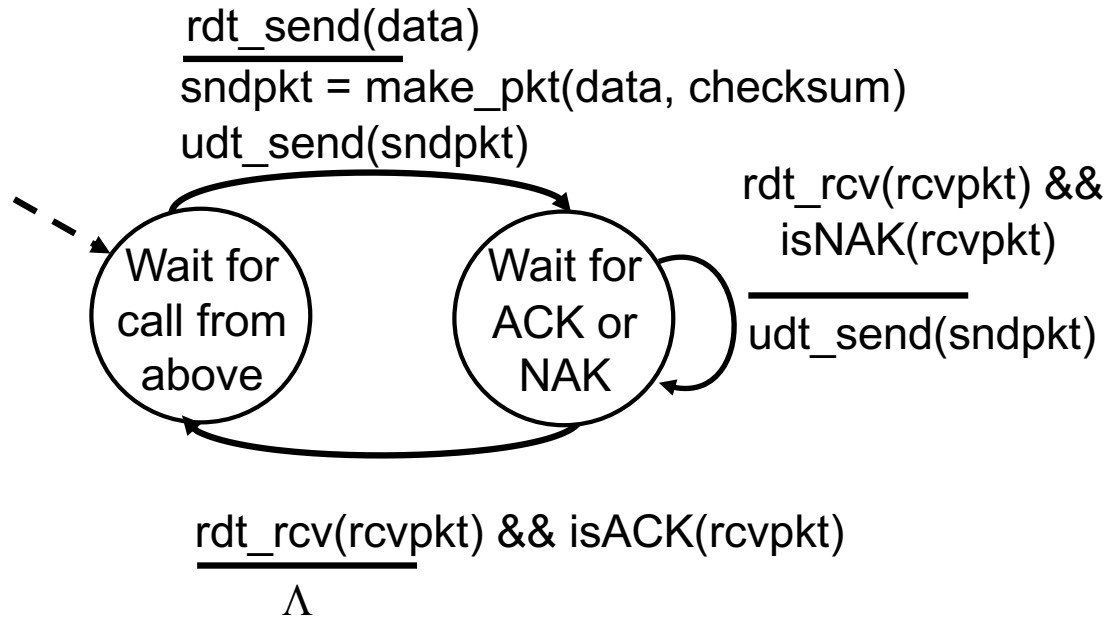 rdt_send(data)
sndpkt = make_pkt(data, checksum)
udt_send(sndpkt)
rdt_rcv(rcvpkt) &&
isNAK(rcvpkt)
udt_send(sndpkt)
Wait for
call from
above
Wait for
ACK or
NAK
rdt_rcv(rcvpkt) && isACK(rcvpkt)
Λ